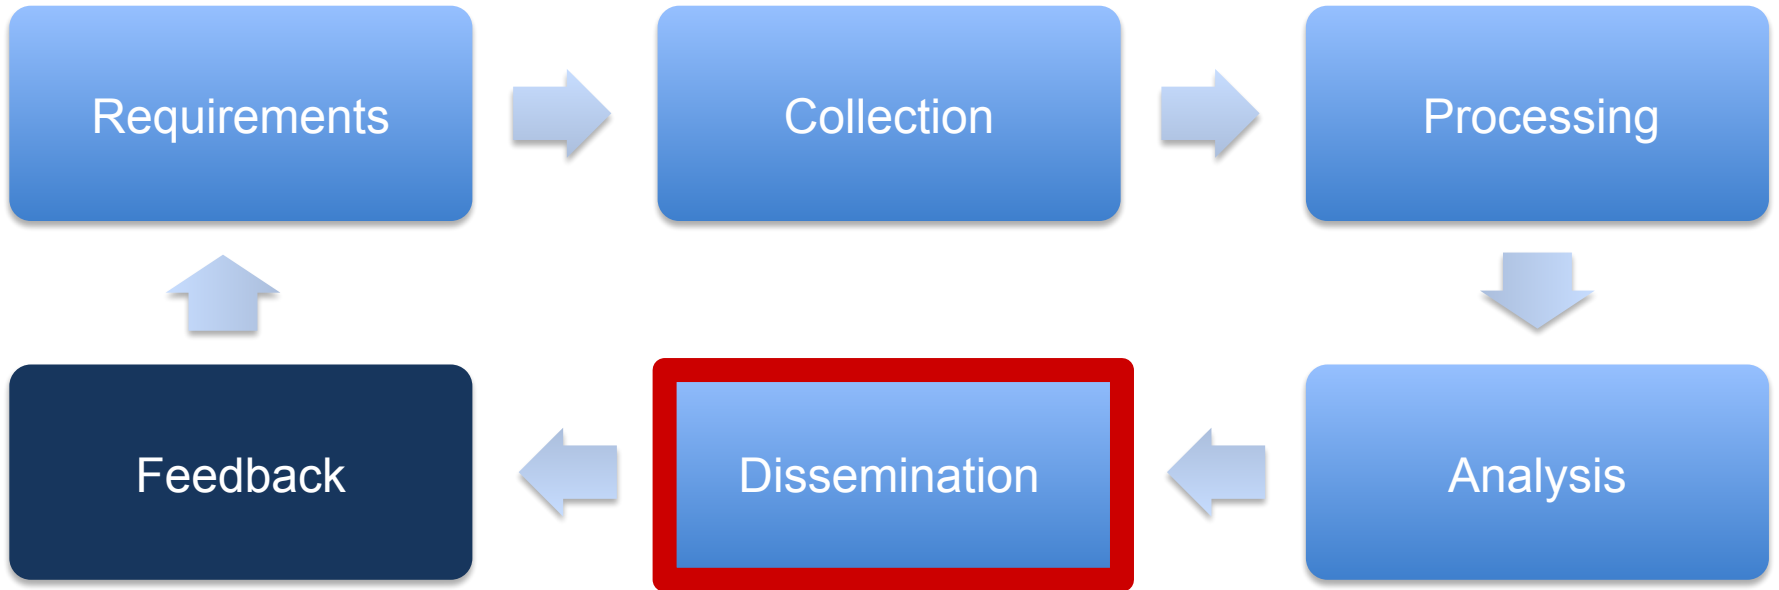 Requirements
Collection
Processing
Feedback
Dissemination
Analysis